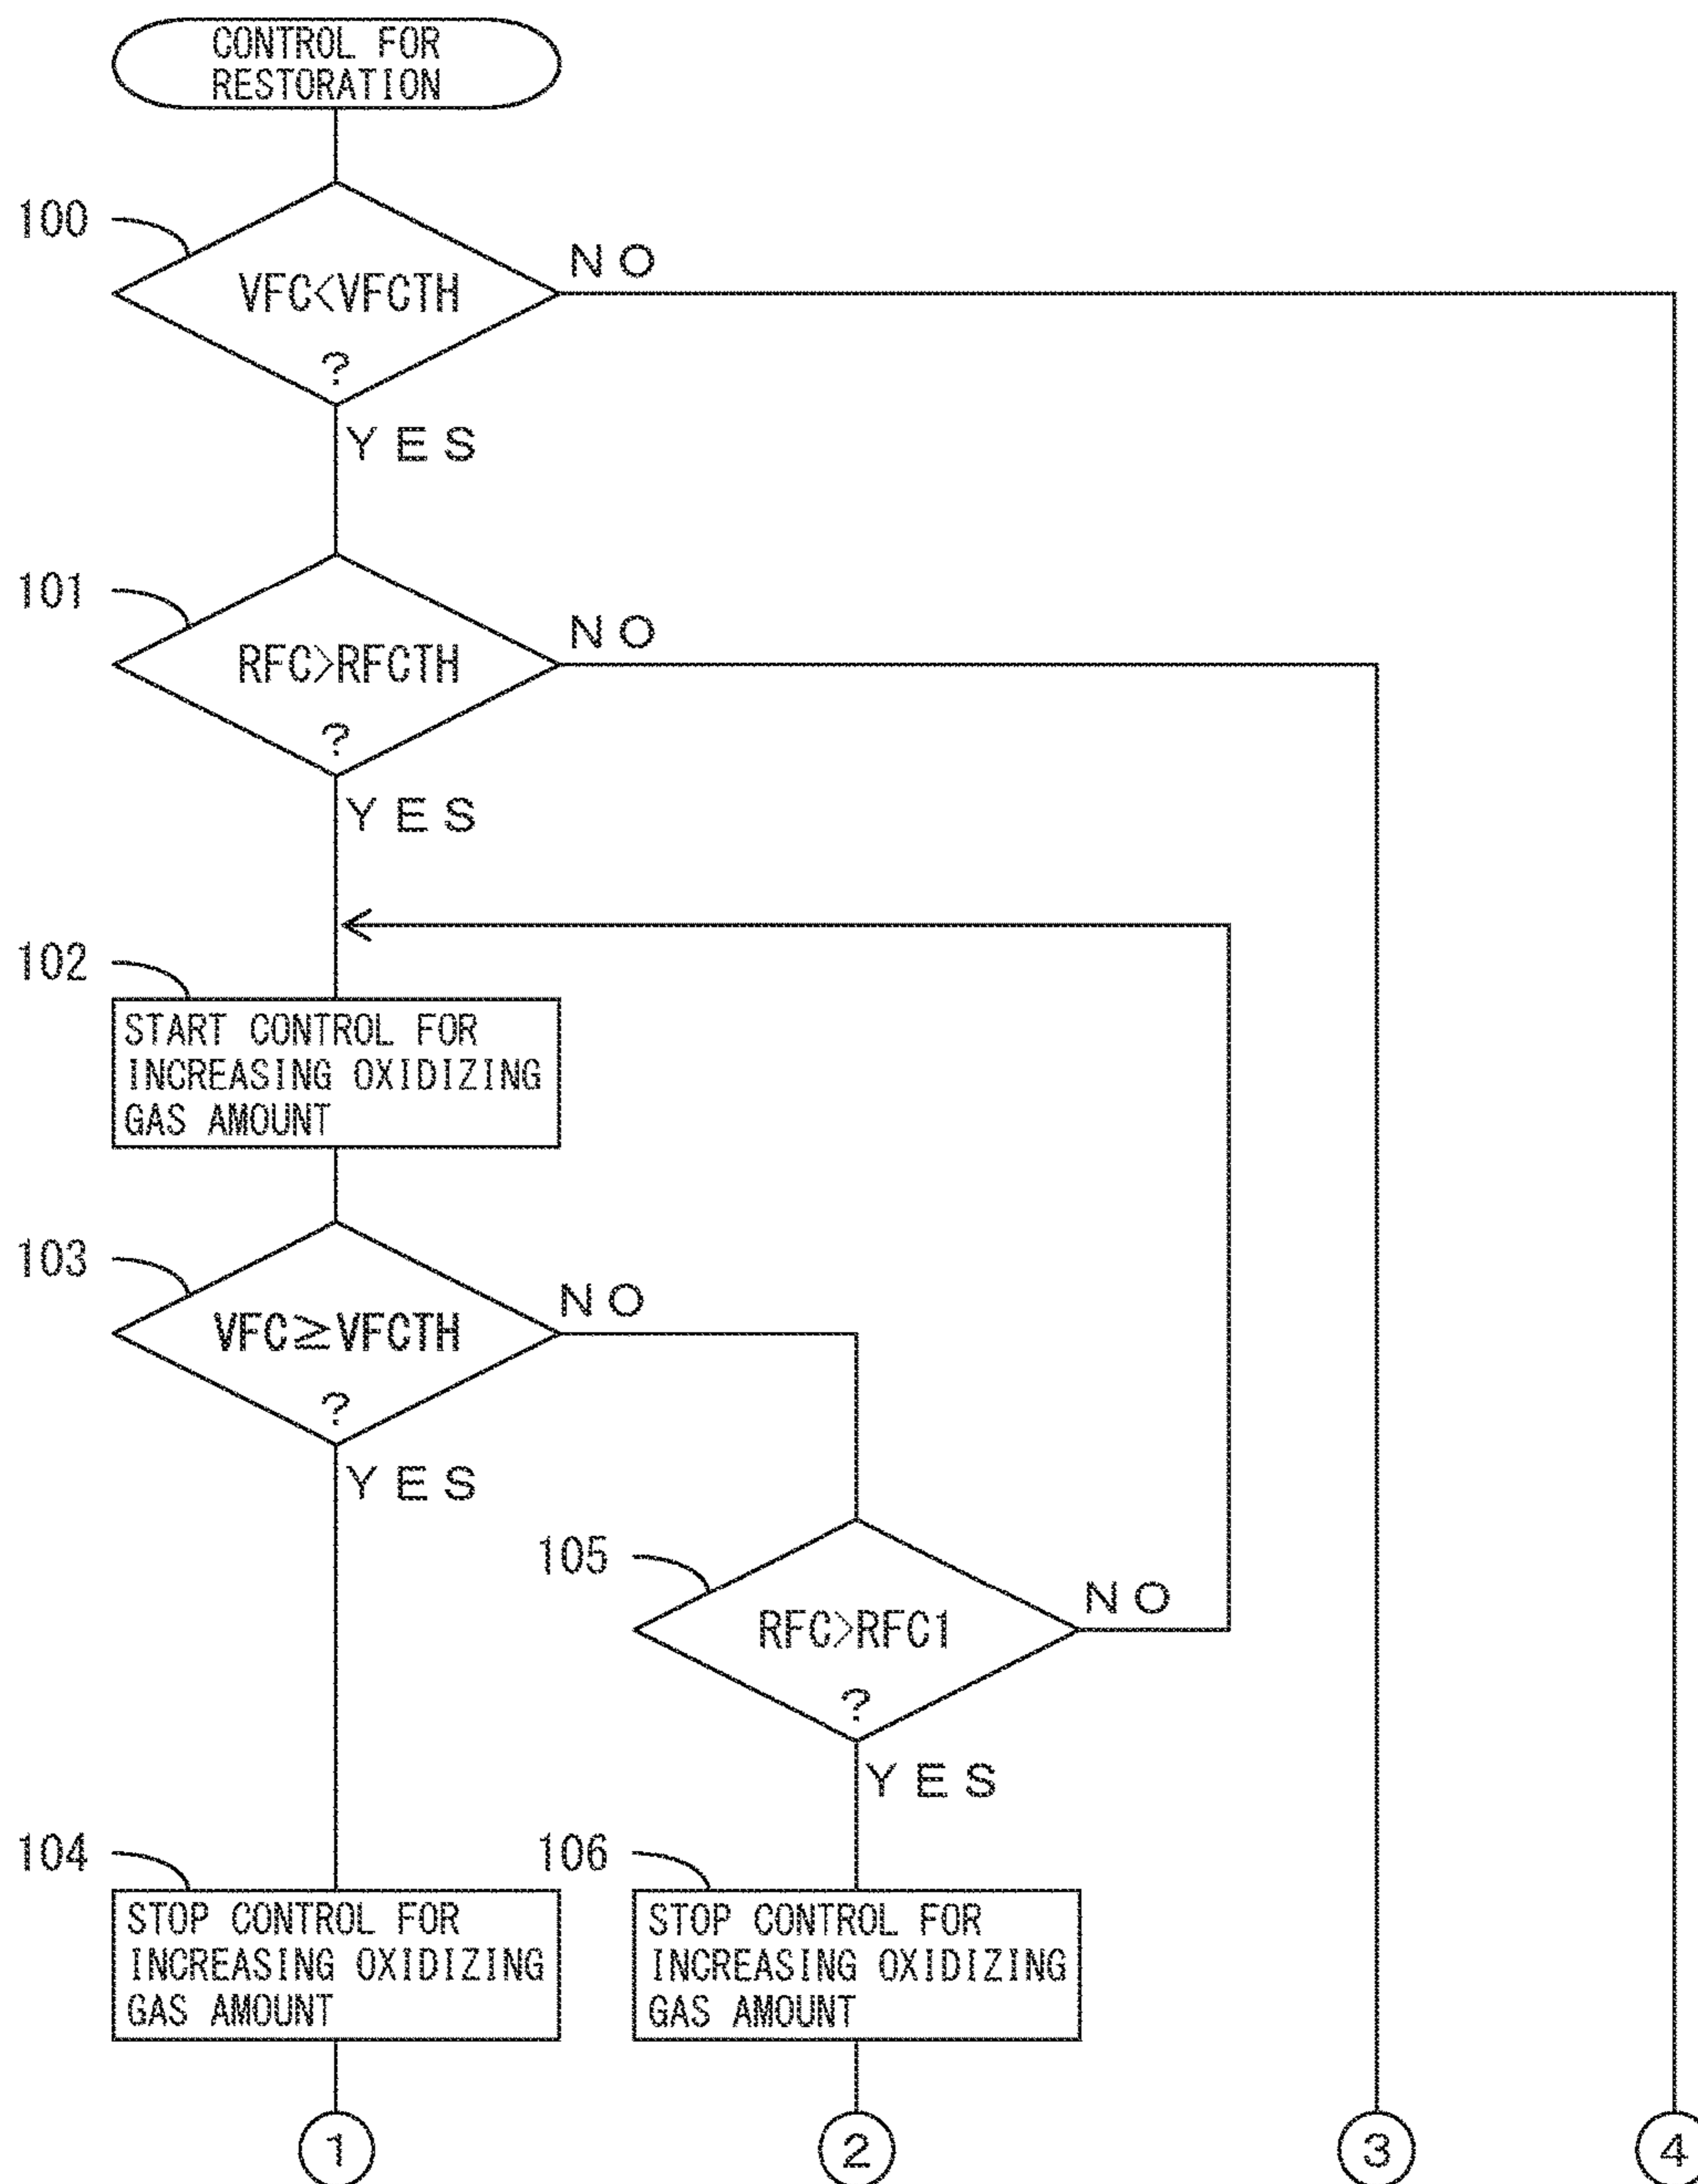 CONTROL FOR
RESTORATION
100
VFC<VFCTH
?
NO
YES
101
RFC>RFCTH
?
NO
YES
102
START CONTROL FOR
INCREASING OXIDIZING
GAS AMOUNT
103
VFC≧VFCTH
?
NO
YES
105
RFC>RFC1
?
NO
YES
104
STOP CONTROL FOR
INCREASING OXIDIZING
GAS AMOUNT
106
STOP CONTROL FOR
INCREASING OXIDIZING
GAS AMOUNT
1
2
3
4